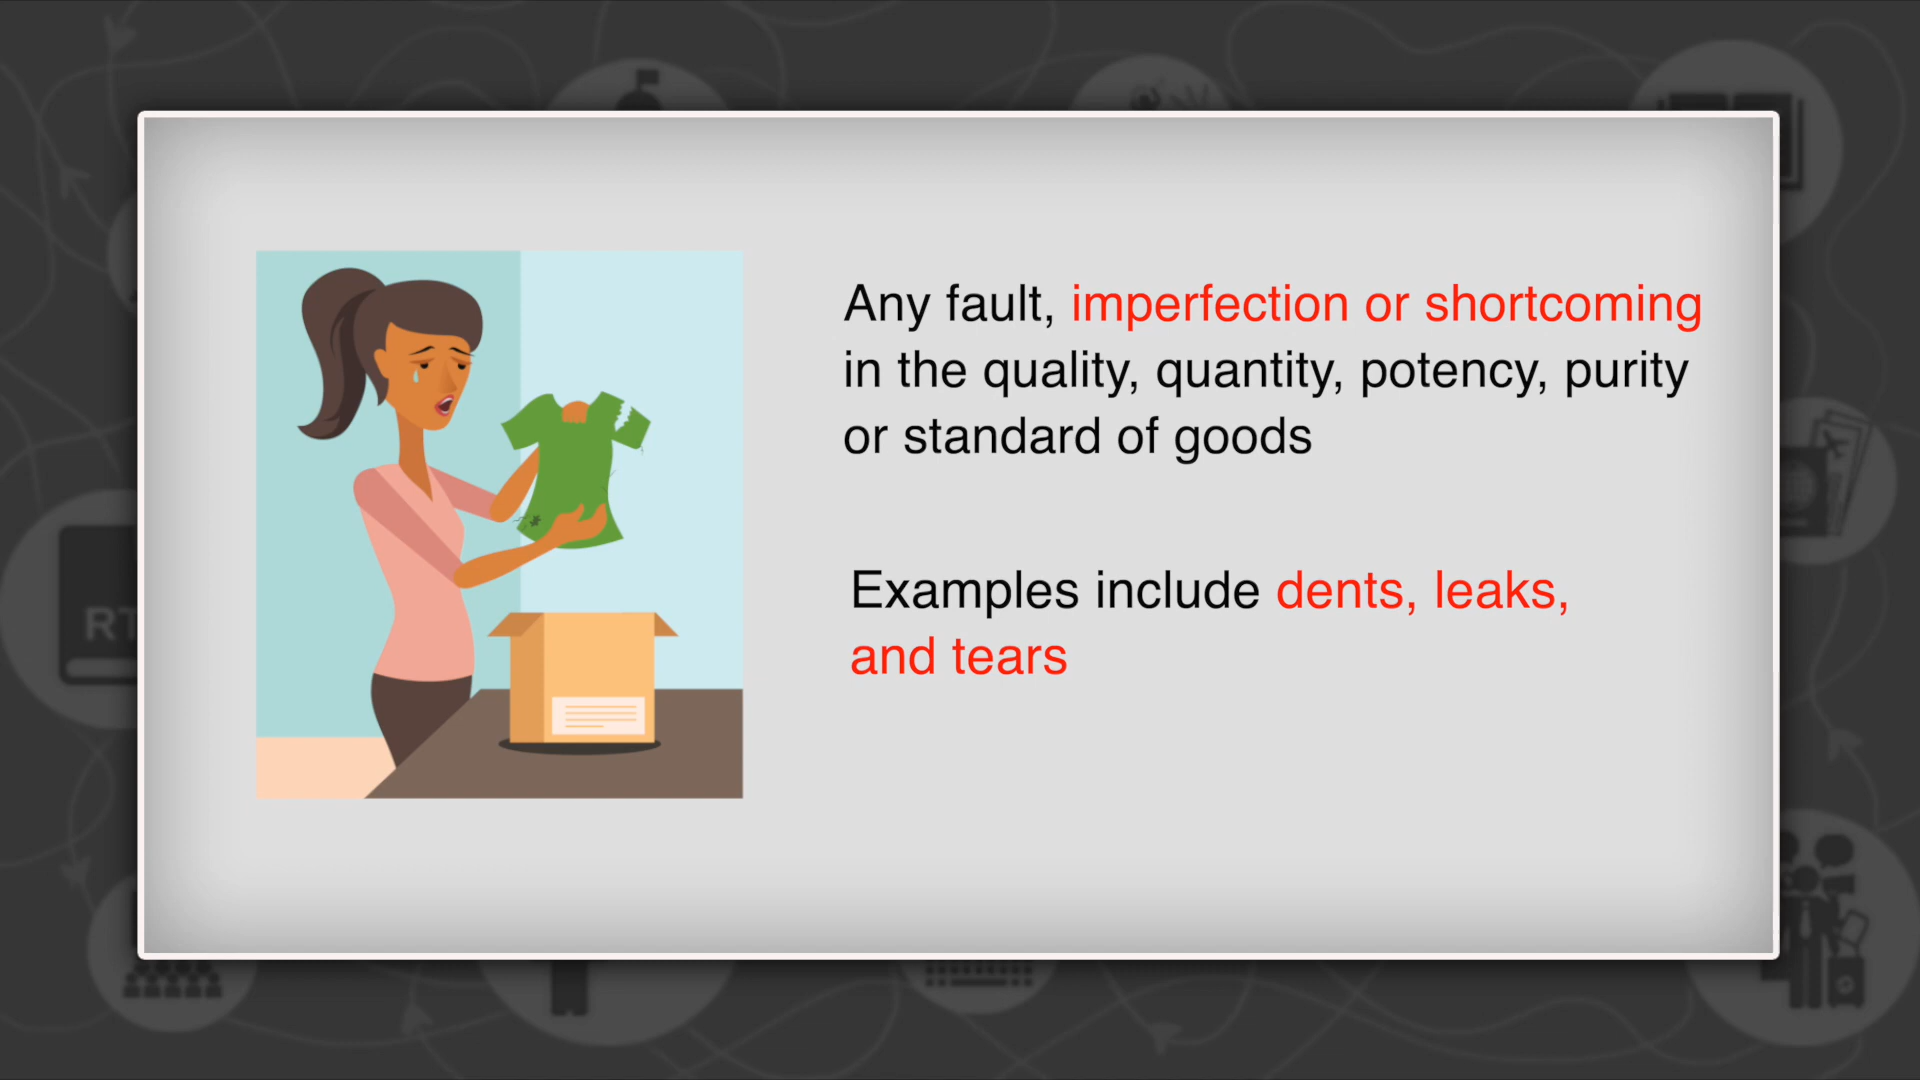 Any fault, imperfection or shortcoming
in the quality, quantity, potency, purity
or standard of goods
Examples include dents, leaks,
and tears
RT